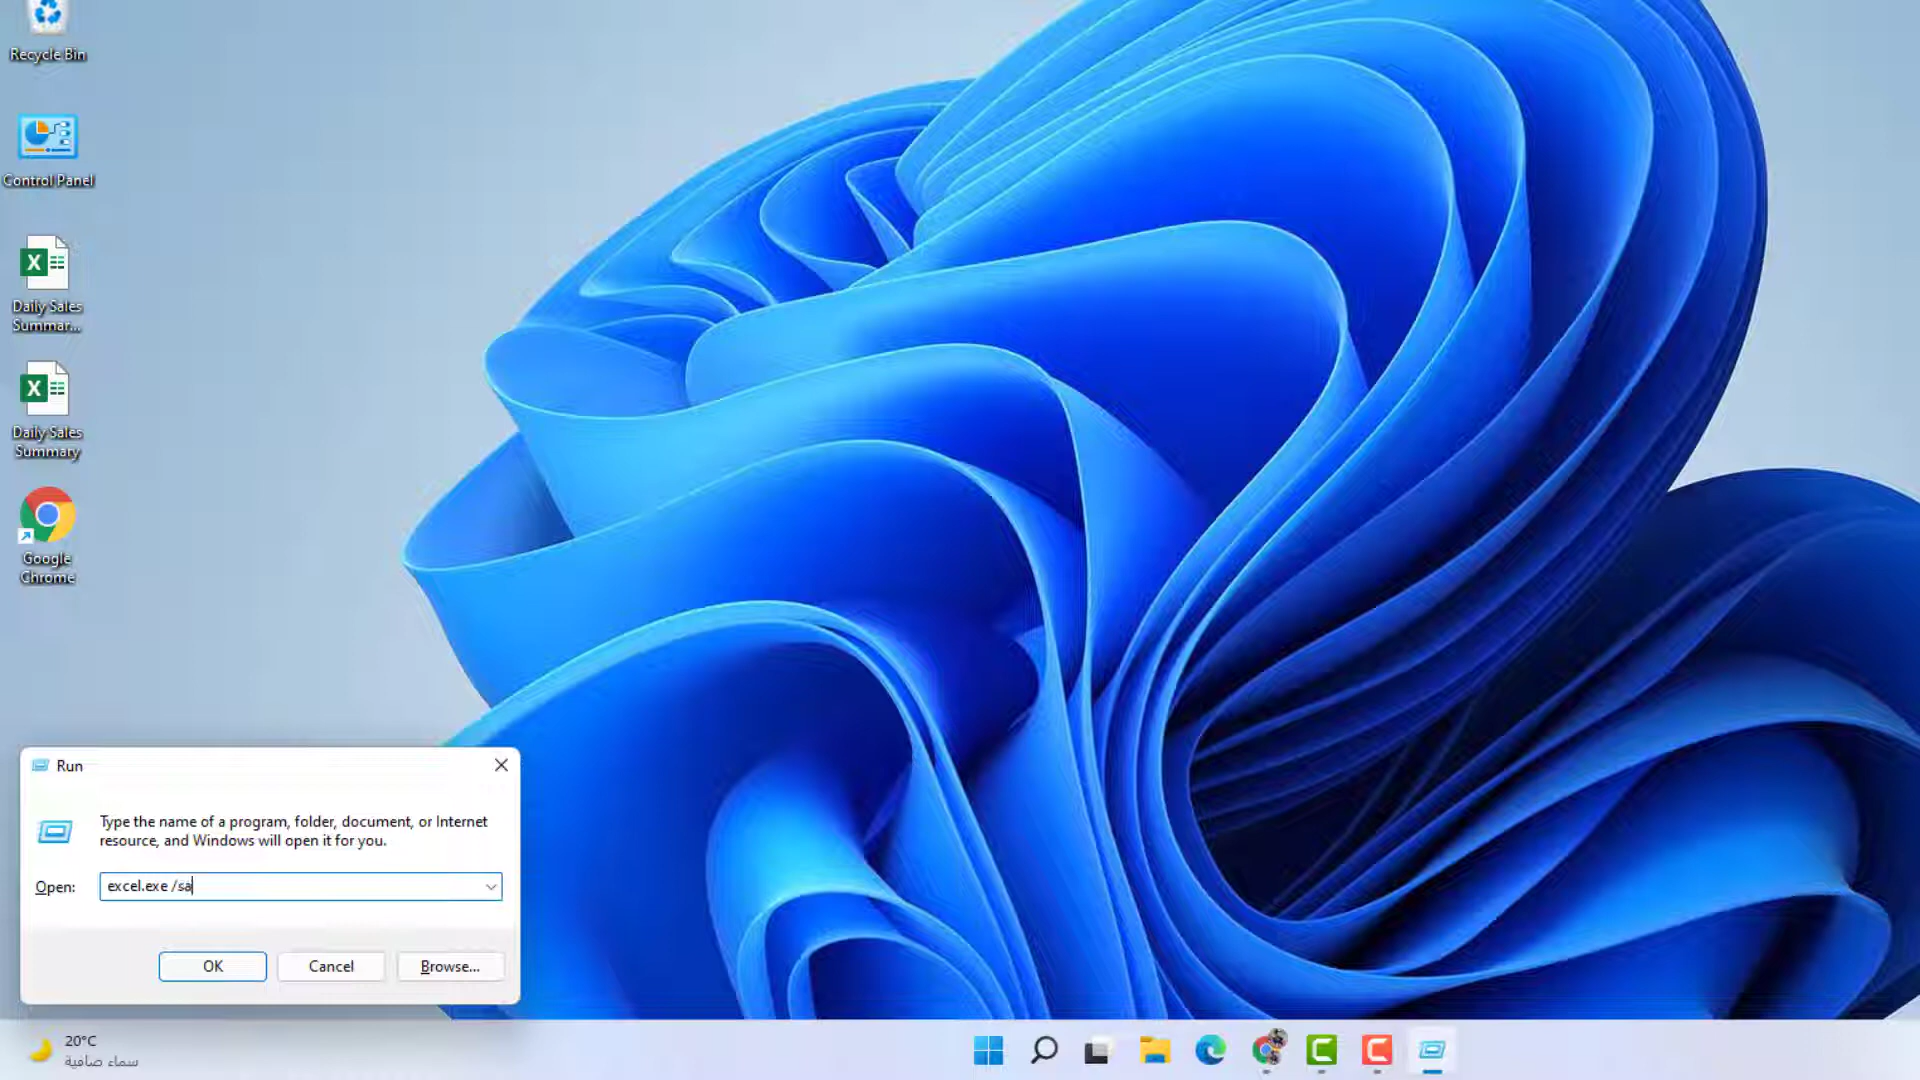 Recycle Bin
Control Panel
Daily Sales
Summar...
Daily Sales
Summary
Google
Chrome
Run
Type the name of a program, folder, document, or Internet
resource, and Windows will open it for you.
Open:
excel.exe /sa
OK
Cancel
Browse...
20°C
سماء صافية